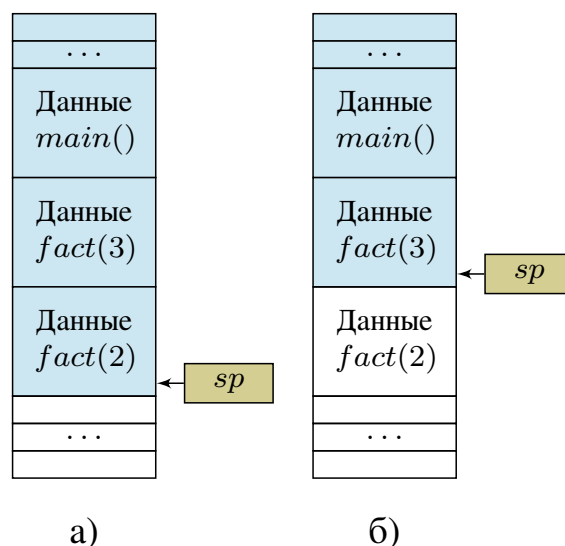 ...
Данные
main()
Данные
fact(3)
Данные
fact(2)
sp
...
а)
...
Данные
main()
Данные
fact(3)
sp
Данные
fact(2)
...
б)